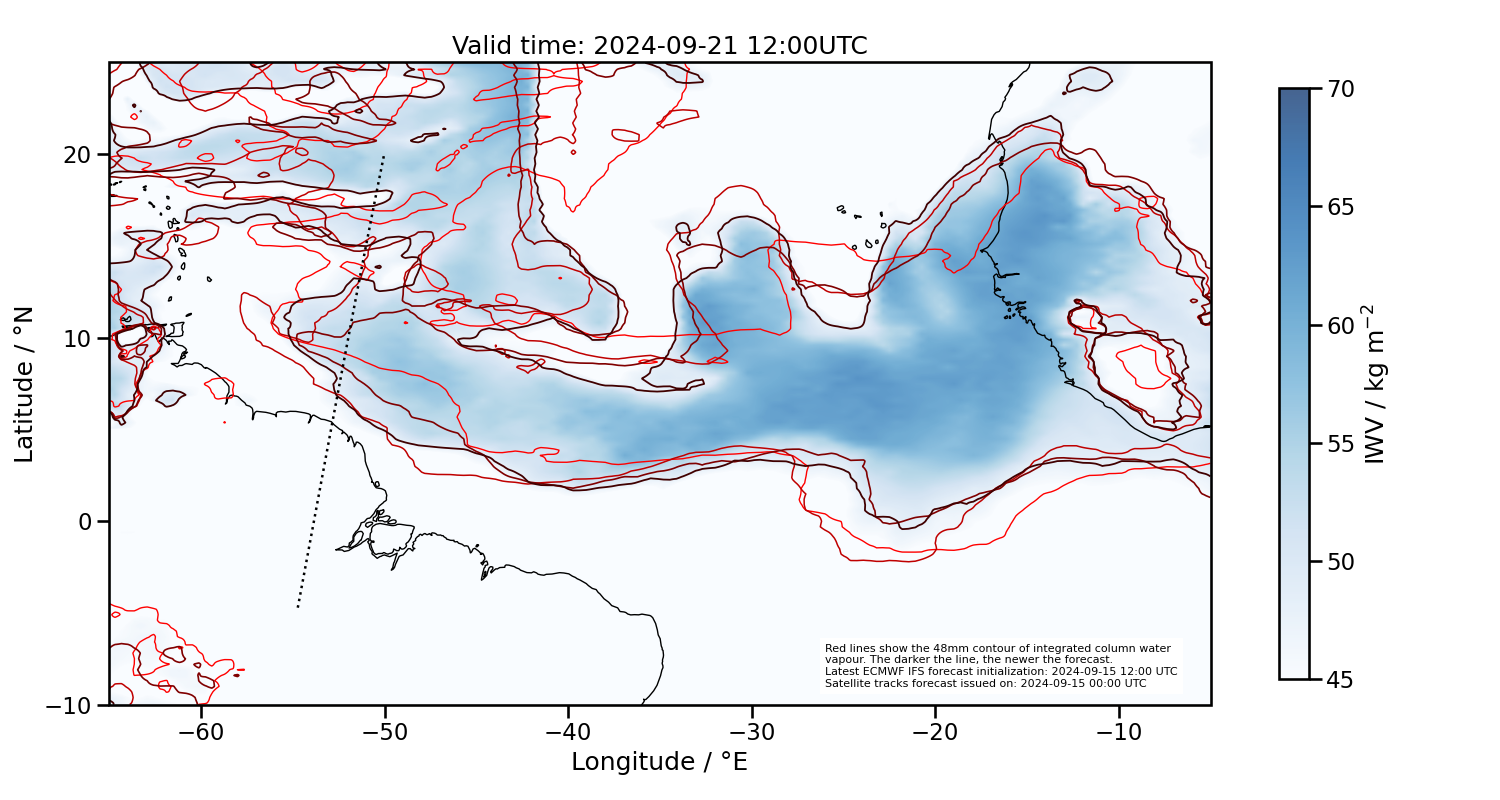 Valid time: 2024-09-21 12:00UTC
70
65
60
55
50
45
IWV / kg m⁻²
20
10
0
−10
Latitude / °N
Red lines show the 48mm contour of integrated column water
vapour. The darker the line, the newer the forecast.
Latest ECMWF IFS forecast initialization: 2024-09-15 12:00 UTC
Satellite tracks forecast issued on: 2024-09-15 00:00 UTC
−60 −50 −40 −30 −20 −10
Longitude / °E